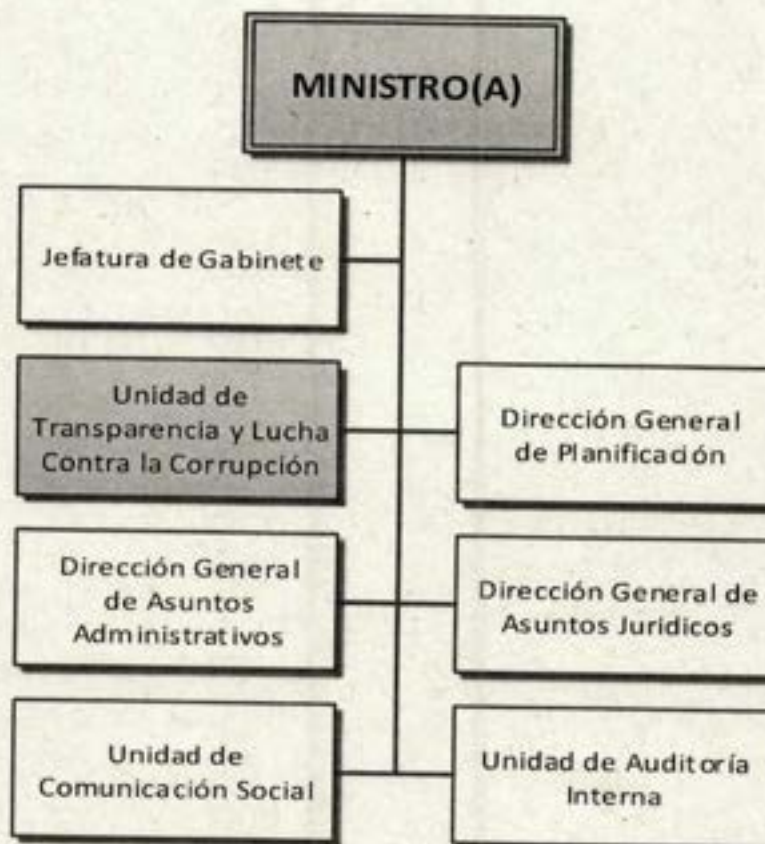 MINISTRO(A)
Jefatura de Gabinete
Unidad de
Transparencia y Lucha
Contra la Corrupción
Dirección General
de Planificación
Dirección General
de Asuntos
Administrativos
Dirección General de
Asuntos Jurídicos
Unidad de
Comunicación Social
Unidad de Auditoría
Interna